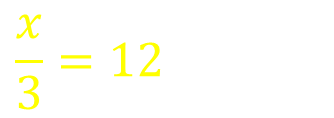 x/3 = 12